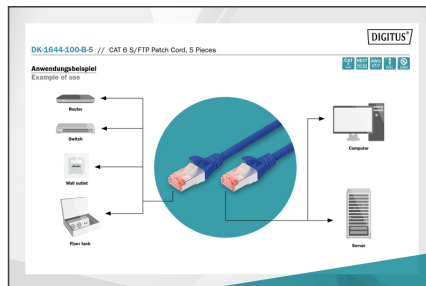 DIGITUS®
DK-1644-100-B-5 // CAT 6 S/FTP Patch Cord, 5 Pieces
Anwendungsbeispiel
Example of use
Router
Switch
Wall outlet
Floor tank
Computer
Server